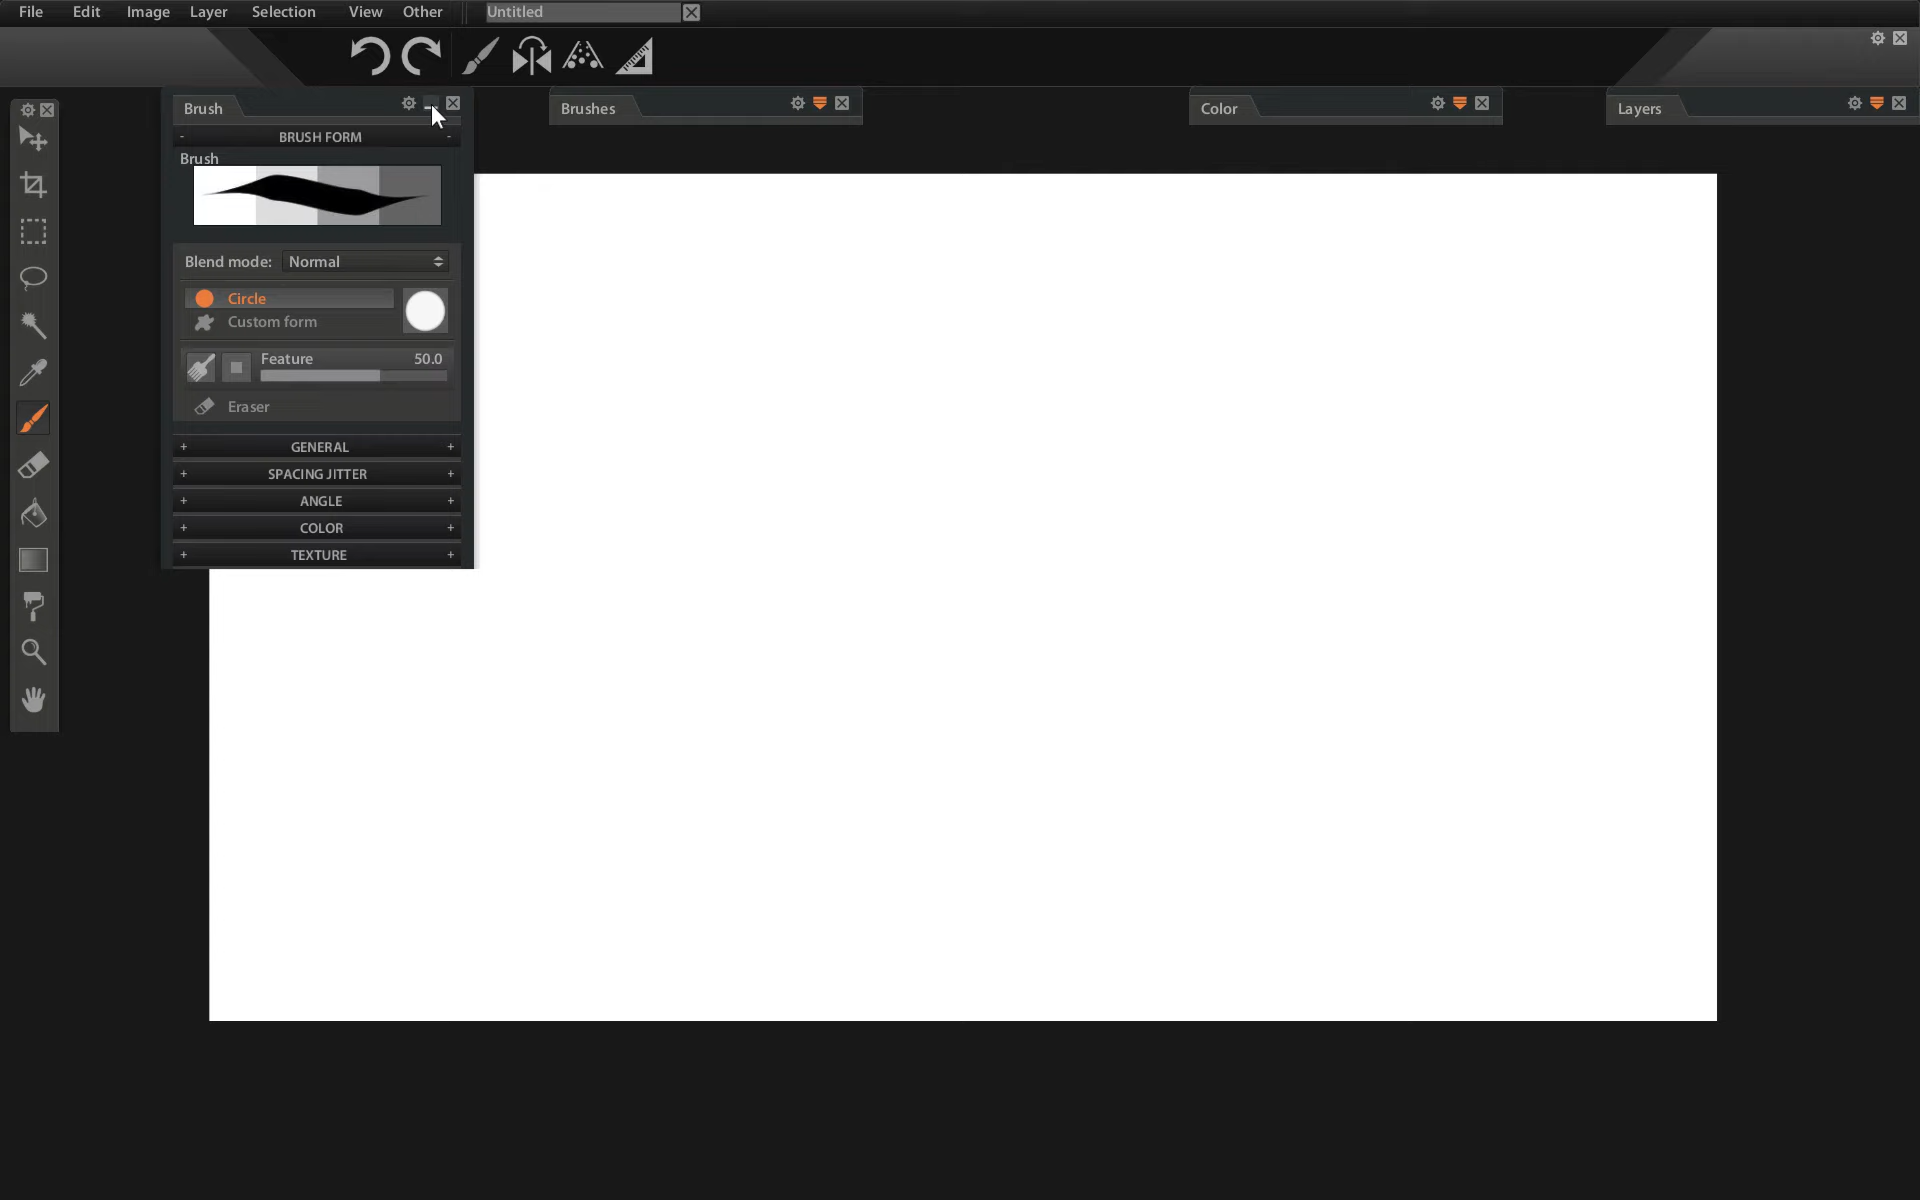 File Edit Image Layer Selection View Other Untitled
Brush
Brushes
Color
Layers
- BRUSH FORM -
Brush
Blend mode: Normal
Circle
Custom form
Feature 50.0
Eraser
+ GENERAL +
+ SPACING JITTER +
+ ANGLE +
+ COLOR +
+ TEXTURE +